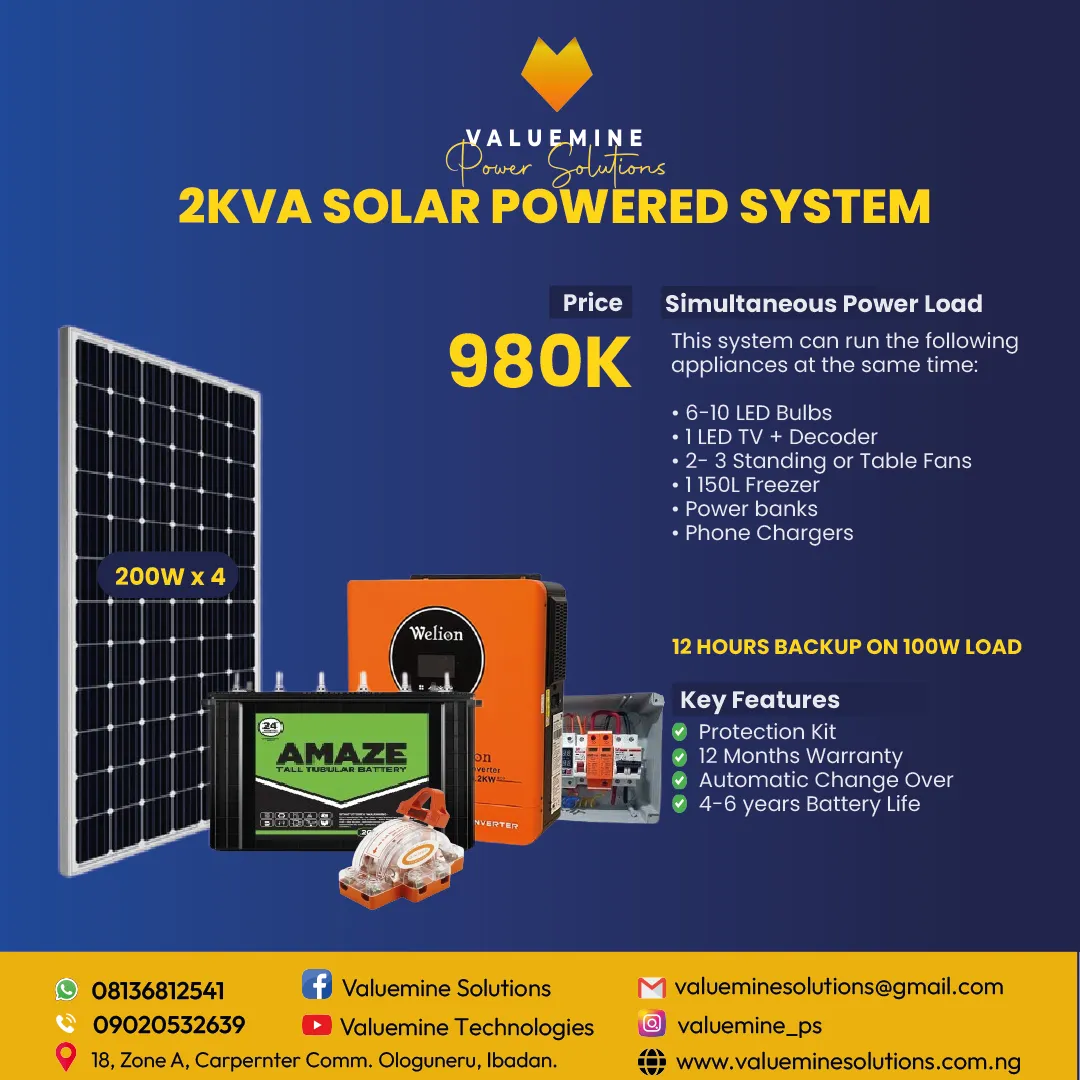 VALUEMINE
Power Solutions
2KVA SOLAR POWERED SYSTEM
Price
980K
Simultaneous Power Load
This system can run the following
appliances at the same time:
• 6-10 LED Bulbs
• 1 LED TV + Decoder
• 2- 3 Standing or Table Fans
• 1 150L Freezer
• Power banks
• Phone Chargers
200W x 4
Welion
24
AMAZE
TALL TUBULAR BATTERY
12 HOURS BACKUP ON 100W LOAD
Key Features
Protection Kit
12 Months Warranty
Automatic Change Over
4-6 years Battery Life
08136812541
09020532639
18, Zone A, Carpernter Comm. Ologuneru, Ibadan.
Valuemine Solutions
Valuemine Technologies
valueminesolutions@gmail.com
valuemine_ps
www.valueminesolutions.com.ng